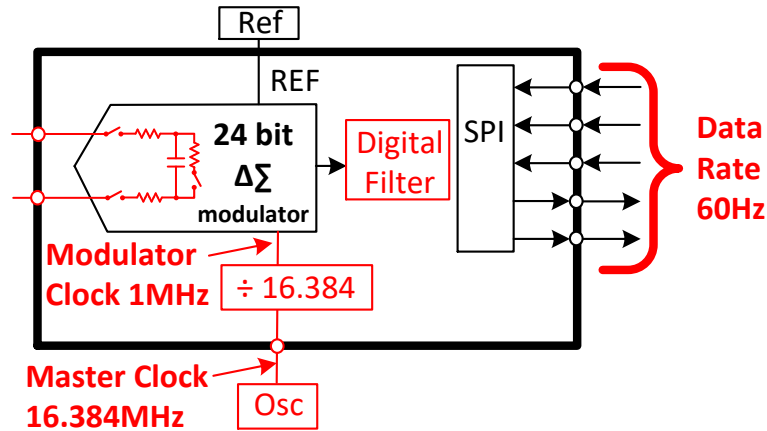 Ref
REF
24 bit
Δ∑
modulator
Digital
Filter
SPI
Data
Rate
60Hz
Modulator
Clock 1MHz
÷ 16.384
Master Clock
16.384MHz
Osc